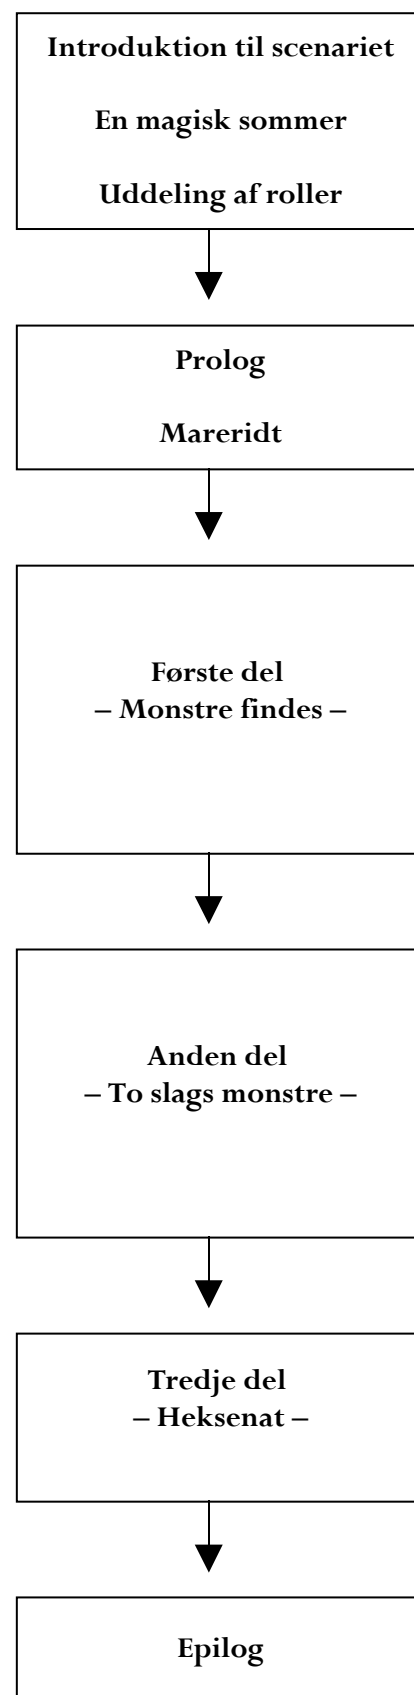 Introduktion til scenariet
En magisk sommer
Uddeling af roller
Prolog
Mareridt
Første del
– Monstre findes –
Anden del
– To slags monstre –
Tredje del
– Heksenat –
Epilog